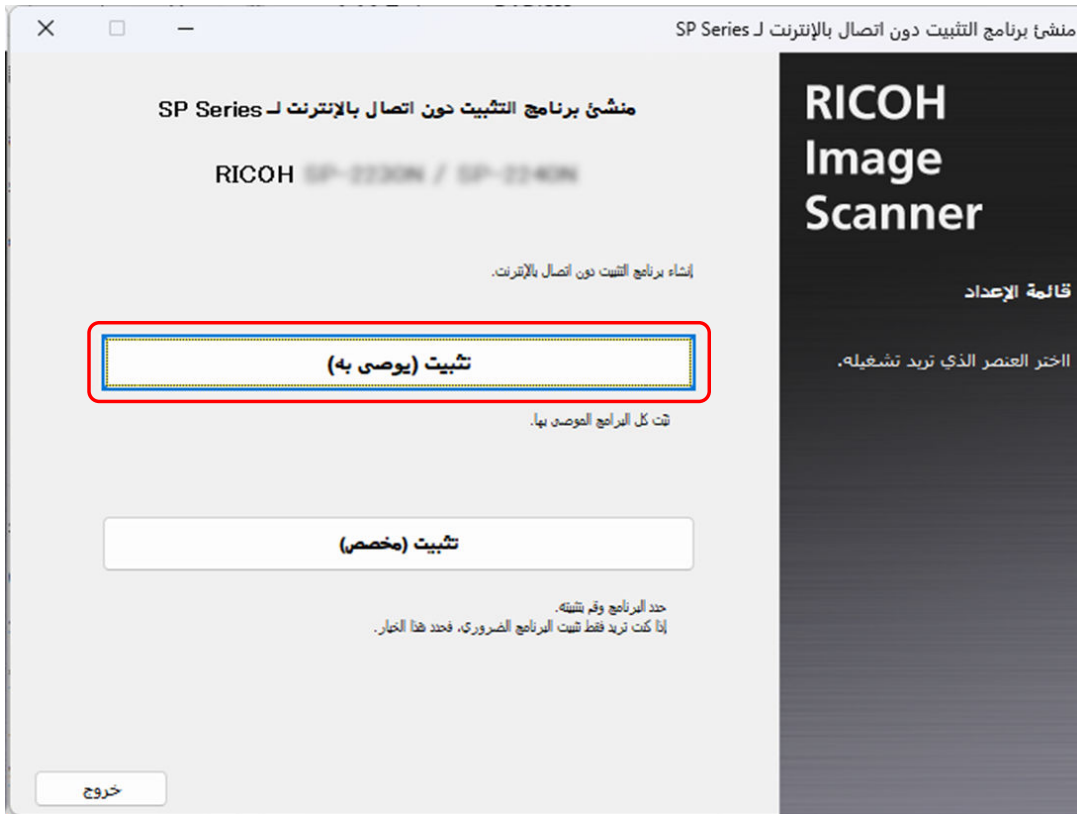 منشئ برنامج التثبيت دون اتصال بالإنترنت لـ SP Series
RICOH
Image
Scanner
قائمة الإعداد
ااختر العنصر الذي تريد تشغيله.
منشئ برنامج التثبيت دون اتصال بالإنترنت لـ SP Series
RICOH
إنشاء برنامج التثبيت دون اتصال بالإنترنت.
تثبيت (يوصى به)
ثبت كل البرامج الموصى بها.
تثبيت (مخصص)
حدد البرنامج وقم بتثبيته.
إذا كنت تريد فقط تثبيت البرنامج الضروري، فحدد هذا الخيار.
خروج